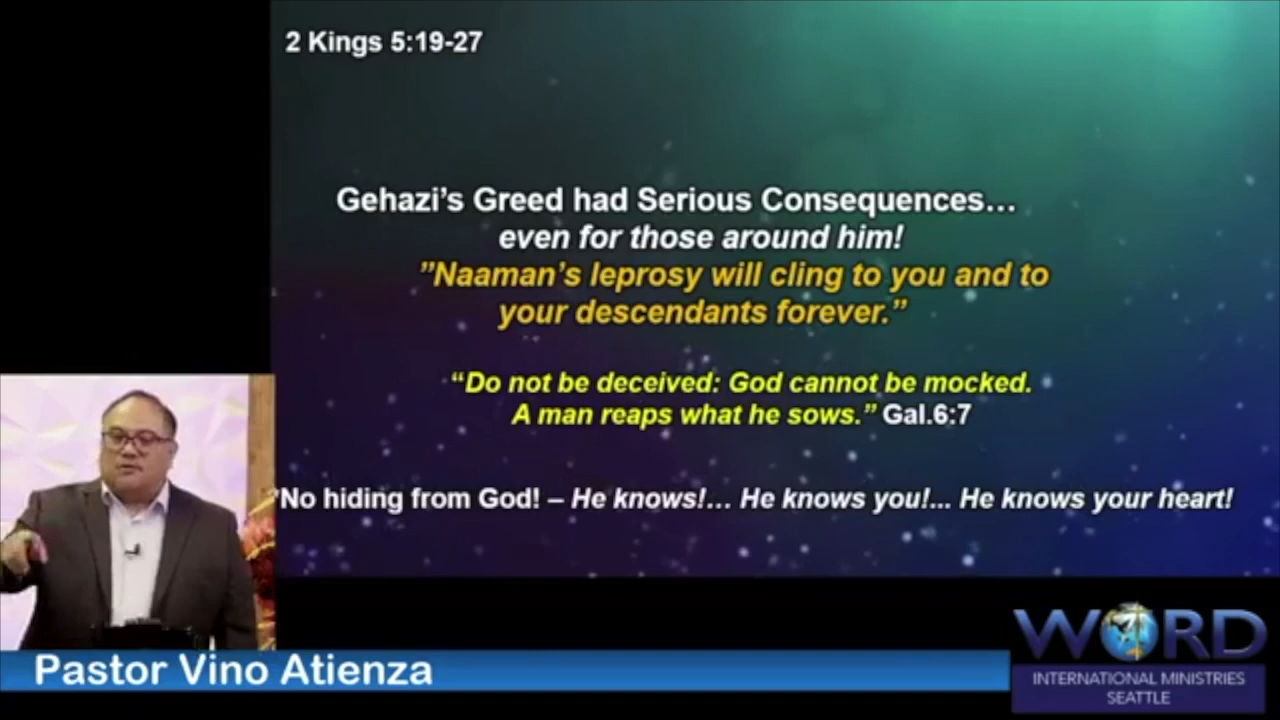 2 Kings 5:19-27
Gehazi’s Greed had Serious Consequences…
even for those around him!
”Naaman’s leprosy will cling to you and to
your descendants forever.”
“Do not be deceived: God cannot be mocked.
A man reaps what he sows.” Gal.6:7
*No hiding from God! – He knows!… He knows you!... He knows your heart!
Pastor Vino Atienza
WORD
INTERNATIONAL MINISTRIES
SEATTLE